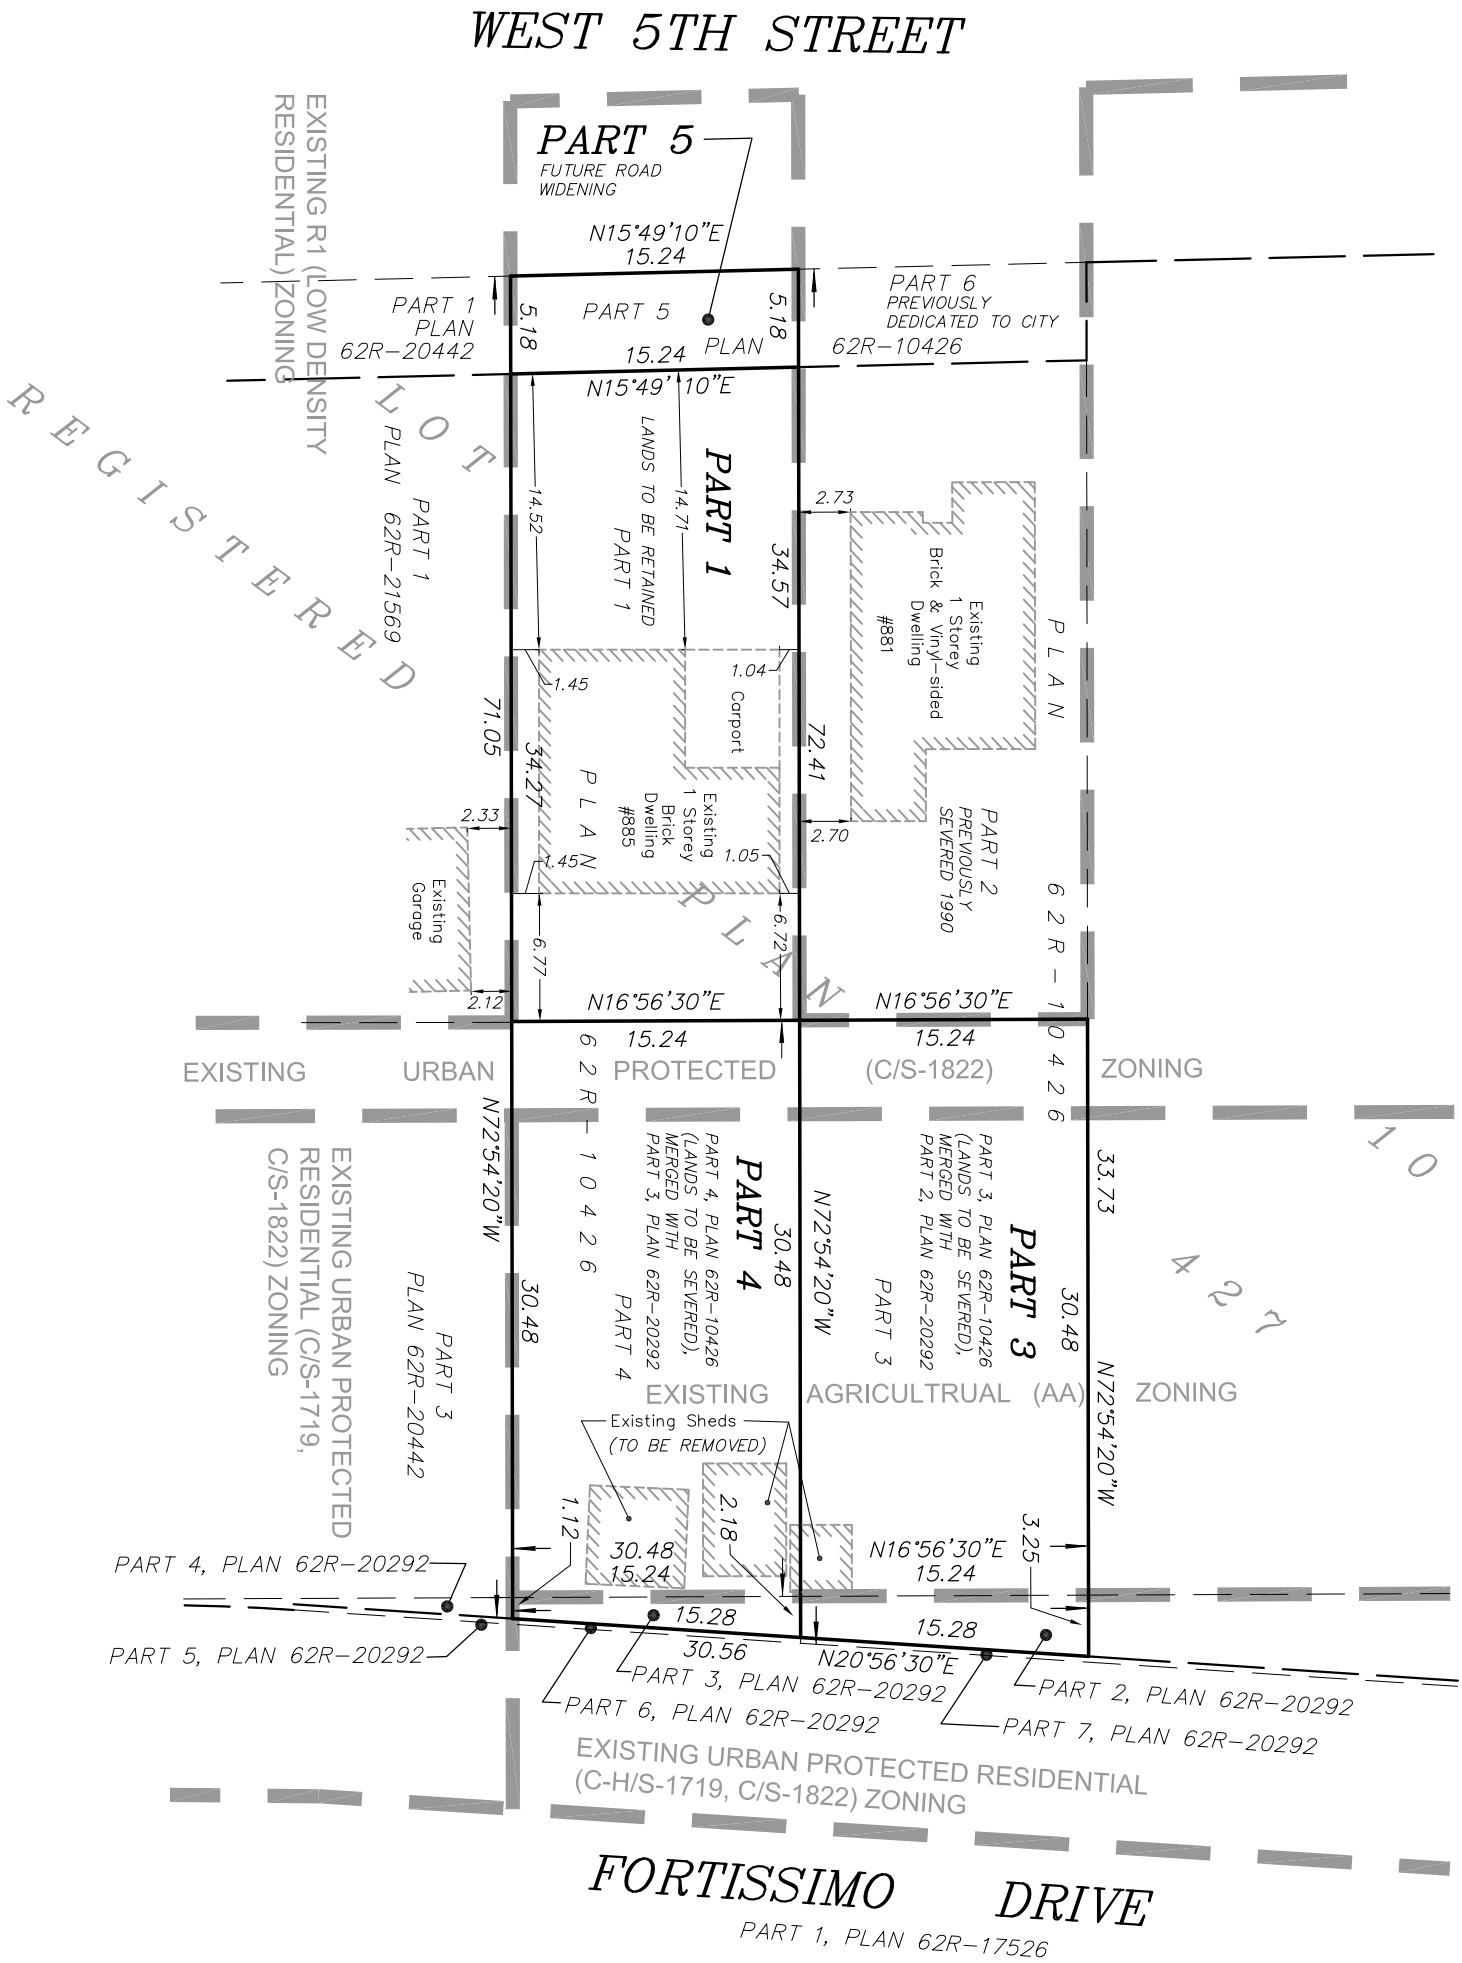 WEST 5TH STREET
EXISTING R1 (LOW DENSITY
RESIDENTIAL) ZONING
PART 5
FUTURE ROAD
WIDENING
N15°49'10"E
15.24
PART 1
PLAN
62R-20442
5.18
PART 5
5.18
PART 6
PREVIOUSLY
DEDICATED TO CITY
15.24
PLAN
62R-10426
N15°49'10"E
REGISTERED
LOT
PART 1
PLAN 62R-21569
14.52
14.71
PART 1
LANDS TO BE RETAINED
PART 1
34.57
2.73
Existing
1 Storey
Brick & Vinyl-sided
Dwelling
#881
PLAN
1.45
1.04
Carport
71.05
34.27
72.41
PLAN
Existing
1 Storey
Brick
Dwelling
#885
2.33
2.70
PART 2
PREVIOUSLY
SEVERED 1990
1.45
1.05
Existing
Garage
62R-10426
PLAN
6.77
6.72
2.12
N16°56'30"E
N16°56'30"E
15.24
15.24
EXISTING URBAN PROTECTED (C/S-1822) ZONING
62R-10426
N72°54'20"W
10
427
EXISTING URBAN PROTECTED
RESIDENTIAL (C/S-1719,
C/S-1822) ZONING
PART 4
PART 4, PLAN 62R-10426
(LANDS TO BE SEVERED),
MERGED WITH
PART 3, PLAN 62R-20292
PART 4
30.48
30.48
N72°54'20"W
PART 3
PART 3, PLAN 62R-10426
(LANDS TO BE SEVERED),
MERGED WITH
PART 2, PLAN 62R-20292
PART 3
33.73
30.48
N72°54'20"W
PART 3
PLAN 62R-20442
EXISTING AGRICULTRUAL (AA) ZONING
Existing Sheds
(TO BE REMOVED)
1.12
2.18
3.25
30.48
15.24
N16°56'30"E
15.24
PART 4, PLAN 62R-20292
15.28
15.28
PART 5, PLAN 62R-20292
30.56
N20°56'30"E
PART 3, PLAN 62R-20292
PART 2, PLAN 62R-20292
PART 6, PLAN 62R-20292
PART 7, PLAN 62R-20292
EXISTING URBAN PROTECTED RESIDENTIAL
(C-H/S-1719, C/S-1822) ZONING
FORTISSIMO DRIVE
PART 1, PLAN 62R-17526